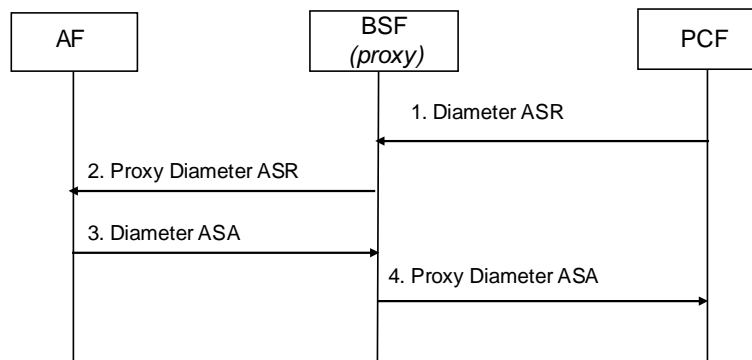 AF
BSF
(proxy)
PCF
1. Diameter ASR
2. Proxy Diameter ASR
3. Diameter ASA
4. Proxy Diameter ASA